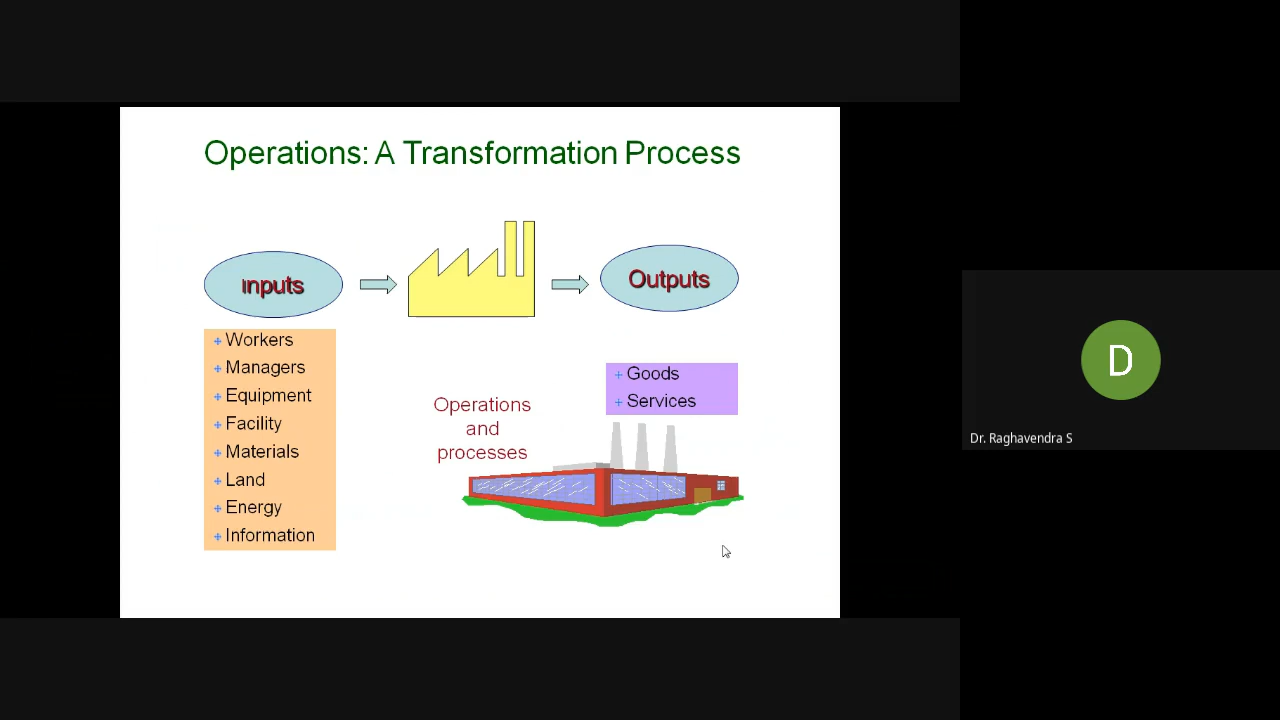 Operations: A Transformation Process
Inputs
Outputs
+ Workers
+ Managers
+ Equipment
+ Facility
+ Materials
+ Land
+ Energy
+ Information
Operations
and
processes
+ Goods
+ Services
D
Dr. Raghavendra S